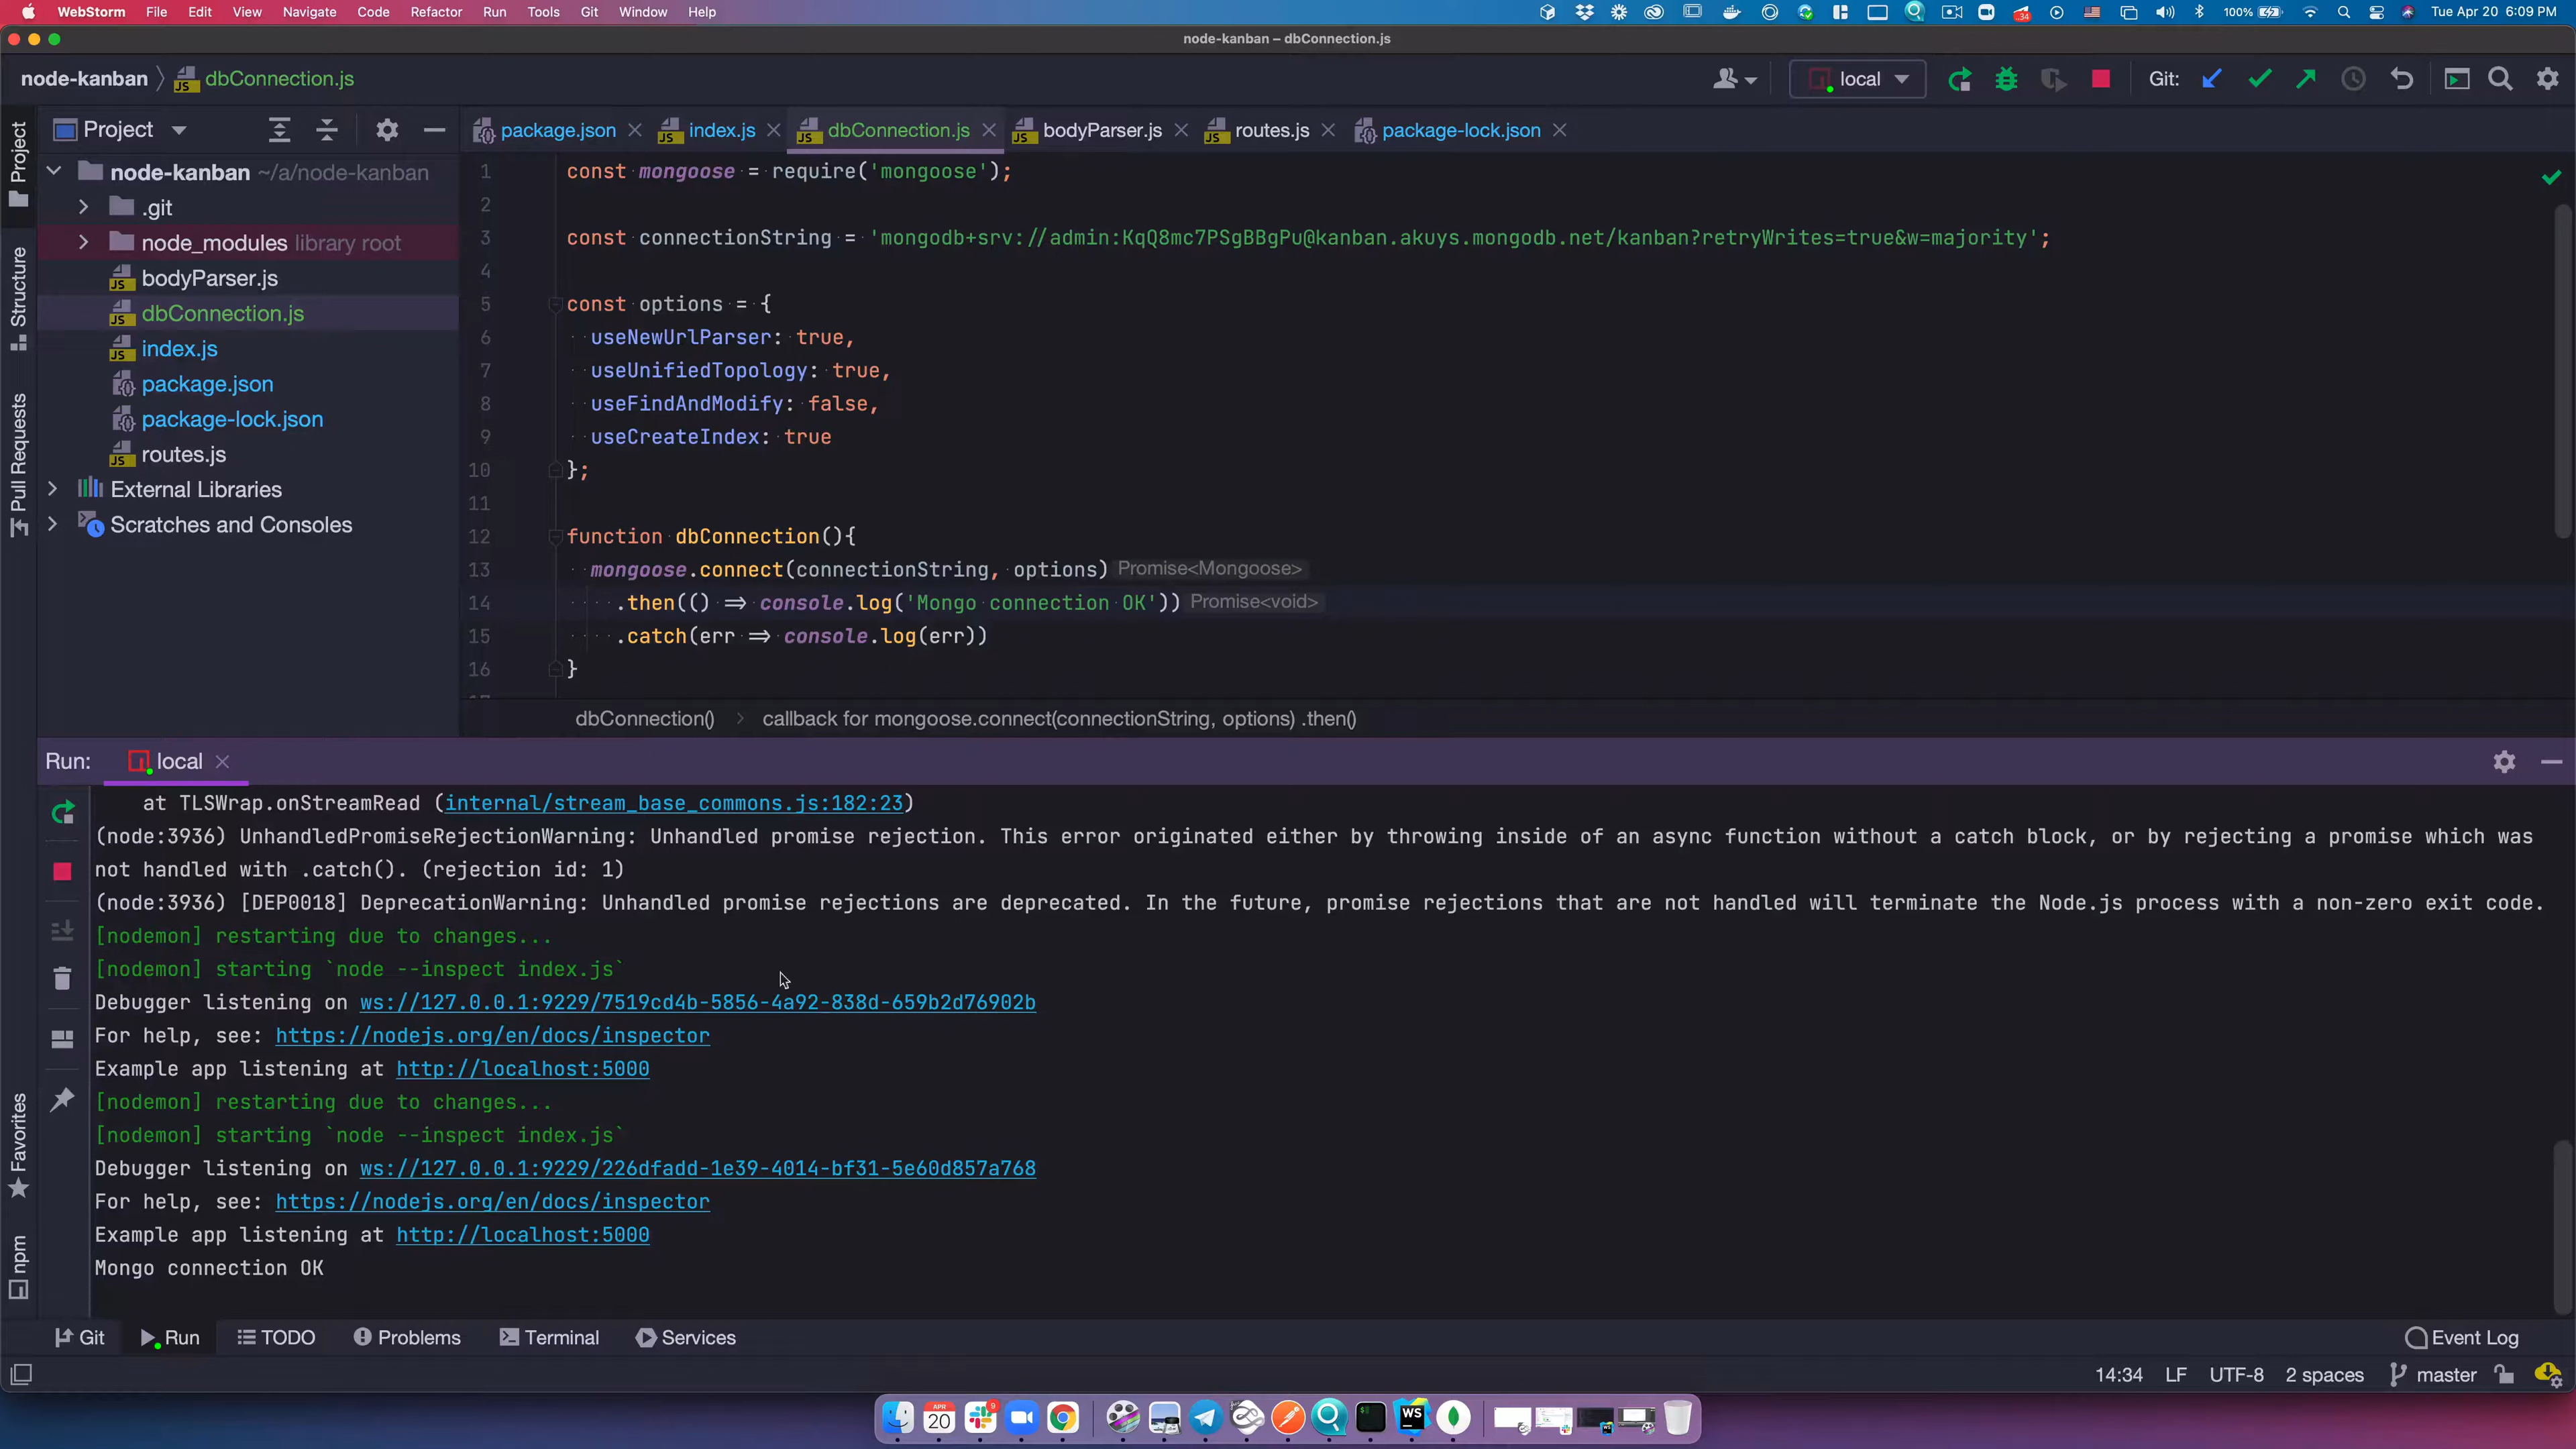 WebStorm File Edit View Navigate Code Refactor Run Tools Git Window Help
34
100%
Tue Apr 20 6:09 PM
node-kanban – dbConnection.js
node-kanban dbConnection.js
local
Git:
Project
package.json
index.js
dbConnection.js
bodyParser.js
routes.js
package-lock.json
Project
Structure
Pull Requests
Favorites
npm
node-kanban ~/a/node-kanban
.git
node_modules library root
bodyParser.js
dbConnection.js
index.js
package.json
package-lock.json
routes.js
External Libraries
Scratches and Consoles
1 const mongoose = require('mongoose');
2
3 const connectionString = 'mongodb+srv://admin:KqQ8mc7PSgBBgPu@kanban.akuys.mongodb.net/kanban?retryWrites=true&w=majority';
4
5 const options = {
6 useNewUrlParser: true,
7 useUnifiedTopology: true,
8 useFindAndModify: false,
9 useCreateIndex: true
10 };
11
12 function dbConnection(){
13 mongoose.connect(connectionString, options) Promise<Mongoose>
14 .then(() => console.log('Mongo connection OK')) Promise<void>
15 .catch(err => console.log(err))
16 }
dbConnection() callback for mongoose.connect(connectionString, options) .then()
Run: local
at TLSWrap.onStreamRead (internal/stream_base_commons.js:182:23)
(node:3936) UnhandledPromiseRejectionWarning: Unhandled promise rejection. This error originated either by throwing inside of an async function without a catch block, or by rejecting a promise which was
not handled with .catch(). (rejection id: 1)
(node:3936) [DEP0018] DeprecationWarning: Unhandled promise rejections are deprecated. In the future, promise rejections that are not handled will terminate the Node.js process with a non-zero exit code.
[nodemon] restarting due to changes...
[nodemon] starting `node --inspect index.js`
Debugger listening on ws://127.0.0.1:9229/7519cd4b-5856-4a92-838d-659b2d76902b
For help, see: https://nodejs.org/en/docs/inspector
Example app listening at http://localhost:5000
[nodemon] restarting due to changes...
[nodemon] starting `node --inspect index.js`
Debugger listening on ws://127.0.0.1:9229/226dfadd-1e39-4014-bf31-5e60d857a768
For help, see: https://nodejs.org/en/docs/inspector
Example app listening at http://localhost:5000
Mongo connection OK
Git Run TODO Problems Terminal Services
Event Log
14:34 LF UTF-8 2 spaces master
APR
20
9
WS